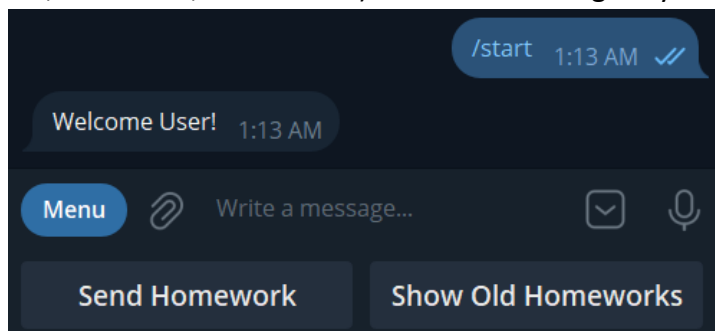 /start 1:13 AM
Welcome User! 1:13 AM
Menu Write a message...
Send Homework Show Old Homeworks